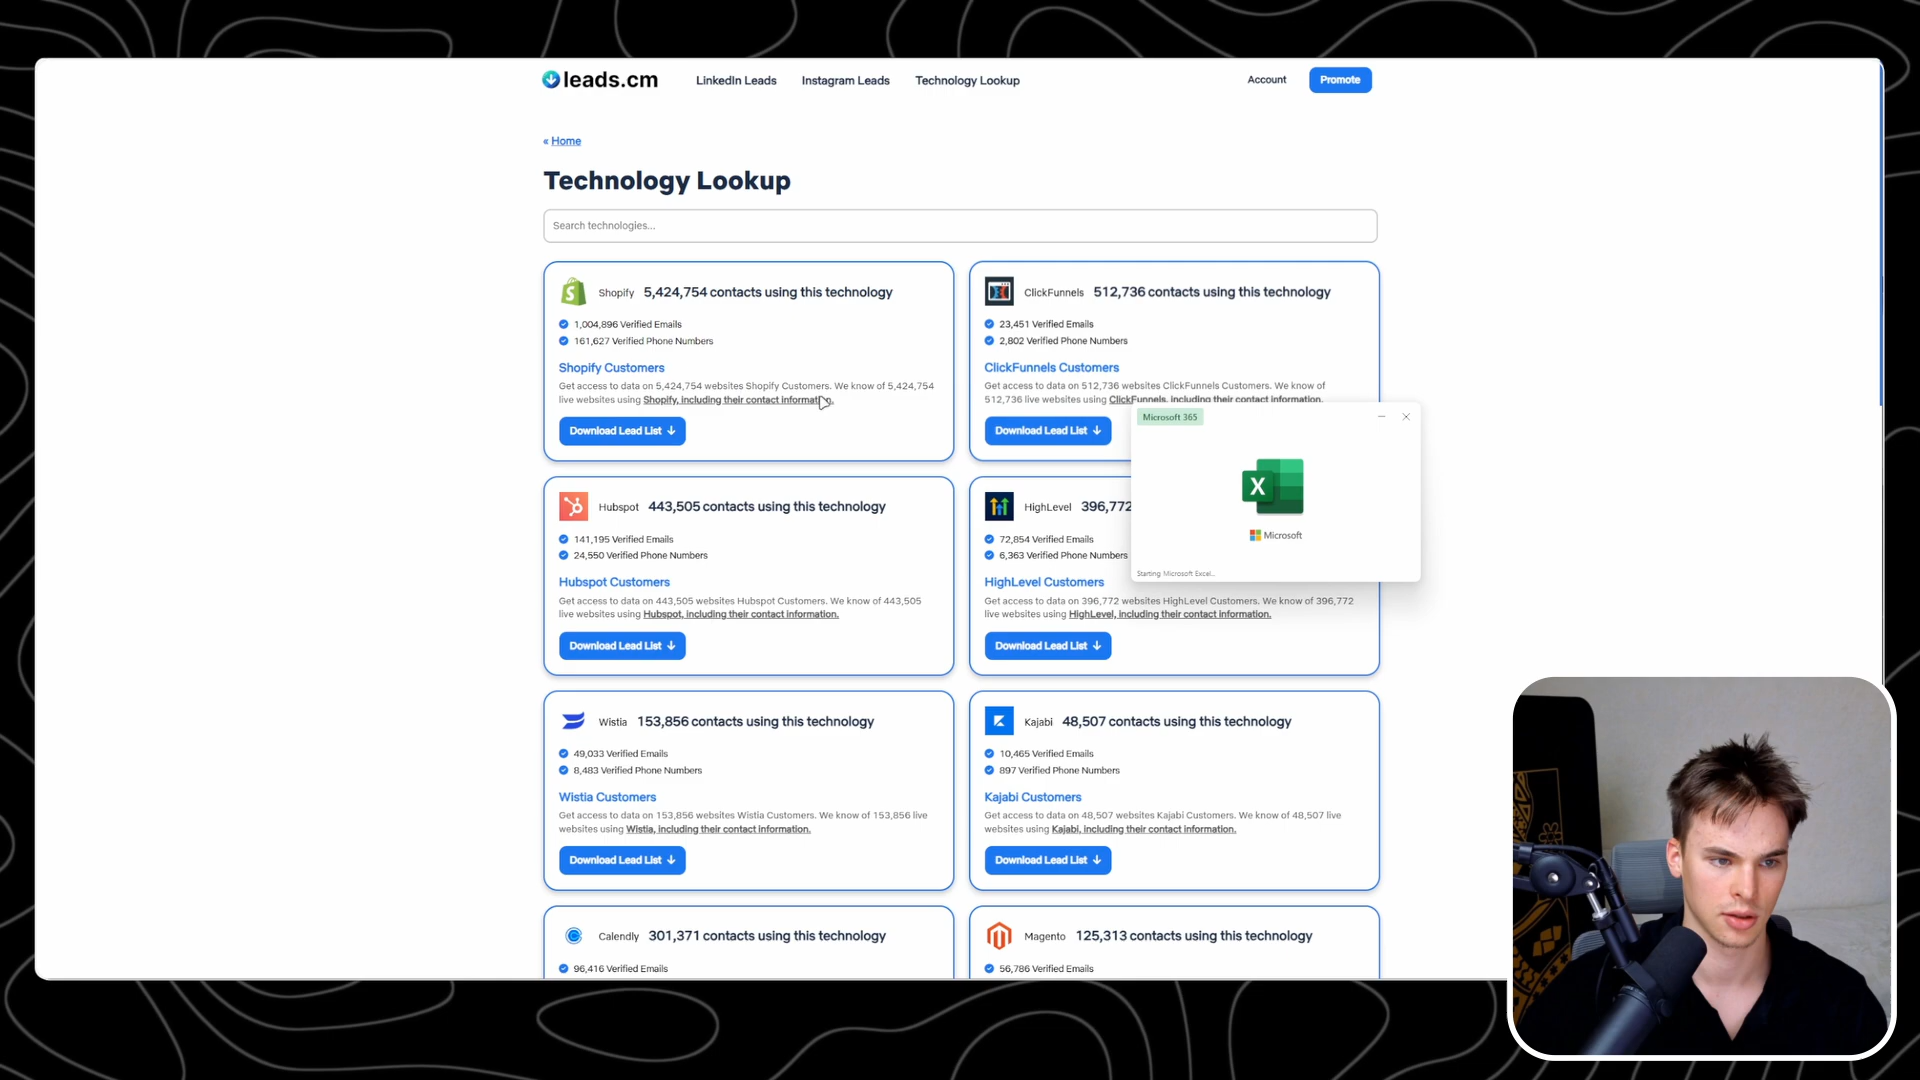 leads.cm
LinkedIn Leads
Instagram Leads
Technology Lookup
Account
Promote
« Home
Technology Lookup
Search technologies...
Shopify 5,424,754 contacts using this technology
1,004,896 Verified Emails
161,627 Verified Phone Numbers
Shopify Customers
Get access to data on 5,424,754 websites Shopify Customers. We know of 5,424,754
live websites using Shopify, including their contact information.
Download Lead List
ClickFunnels 512,736 contacts using this technology
23,451 Verified Emails
2,802 Verified Phone Numbers
ClickFunnels Customers
Get access to data on 512,736 websites ClickFunnels Customers. We know of
512,736 live websites using ClickFunnels, including their contact information.
Download Lead List
Microsoft 365
X
Microsoft
Starting Microsoft Excel...
Hubspot 443,505 contacts using this technology
141,195 Verified Emails
24,550 Verified Phone Numbers
Hubspot Customers
Get access to data on 443,505 websites Hubspot Customers. We know of 443,505
live websites using Hubspot, including their contact information.
Download Lead List
HighLevel 396,772
72,854 Verified Emails
6,363 Verified Phone Numbers
HighLevel Customers
Get access to data on 396,772 websites HighLevel Customers. We know of 396,772
live websites using HighLevel, including their contact information.
Download Lead List
Wistia 153,856 contacts using this technology
49,033 Verified Emails
8,483 Verified Phone Numbers
Wistia Customers
Get access to data on 153,856 websites Wistia Customers. We know of 153,856 live
websites using Wistia, including their contact information.
Download Lead List
Kajabi 48,507 contacts using this technology
10,465 Verified Emails
897 Verified Phone Numbers
Kajabi Customers
Get access to data on 48,507 websites Kajabi Customers. We know of 48,507 live
websites using Kajabi, including their contact information.
Download Lead List
Calendly 301,371 contacts using this technology
96,416 Verified Emails
Magento 125,313 contacts using this technology
56,786 Verified Emails